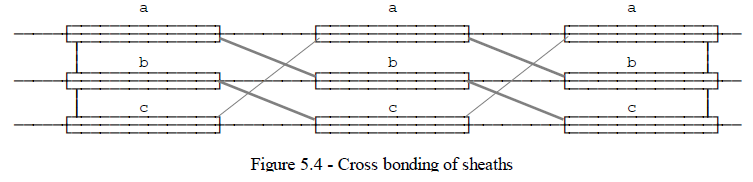 a a a
b b b
c c c
Figure 5.4 - Cross bonding of sheaths